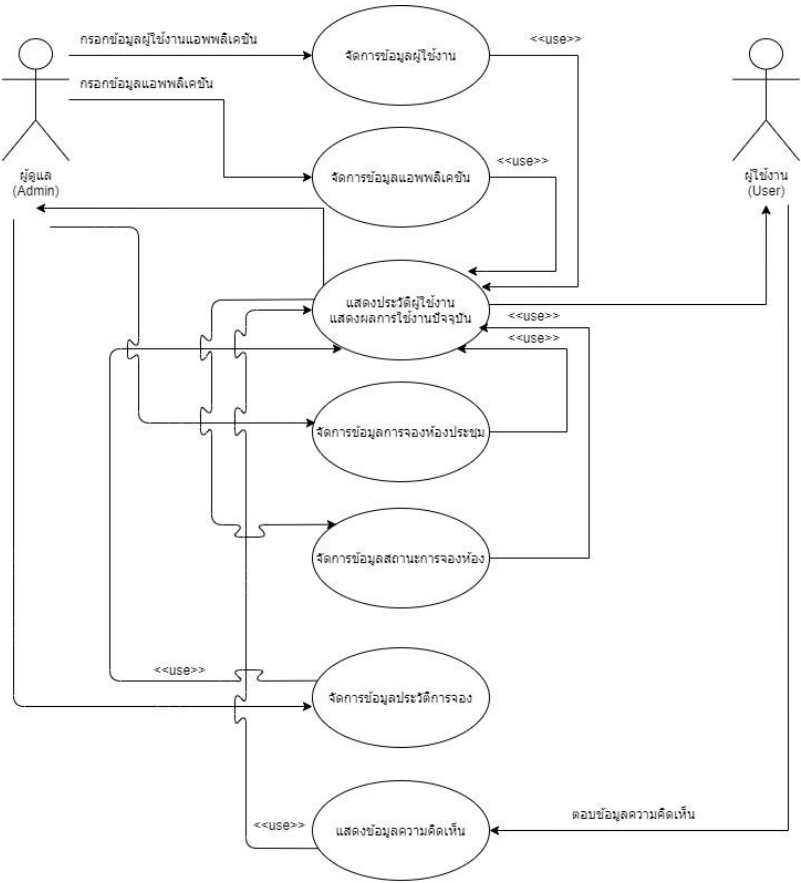 กรอกข้อมูลผู้ใช้งานแอพพลิเคชัน
<<use>>
จัดการข้อมูลผู้ใช้งาน
กรอกข้อมูลแอพพลิเคชัน
<<use>>
จัดการข้อมูลแอพพลิเคชัน
ผู้ดูแล
(Admin)
ผู้ใช้งาน
(User)
แสดงประวัติผู้ใช้งาน
แสดงผลการใช้งานปัจจุบัน
<<use>>
<<use>>
จัดการข้อมูลการจองห้องประชุม
จัดการข้อมูลสถานะการจองห้อง
<<use>>
จัดการข้อมูลประวัติการจอง
ตอบข้อมูลความคิดเห็น
<<use>>
แสดงข้อมูลความคิดเห็น